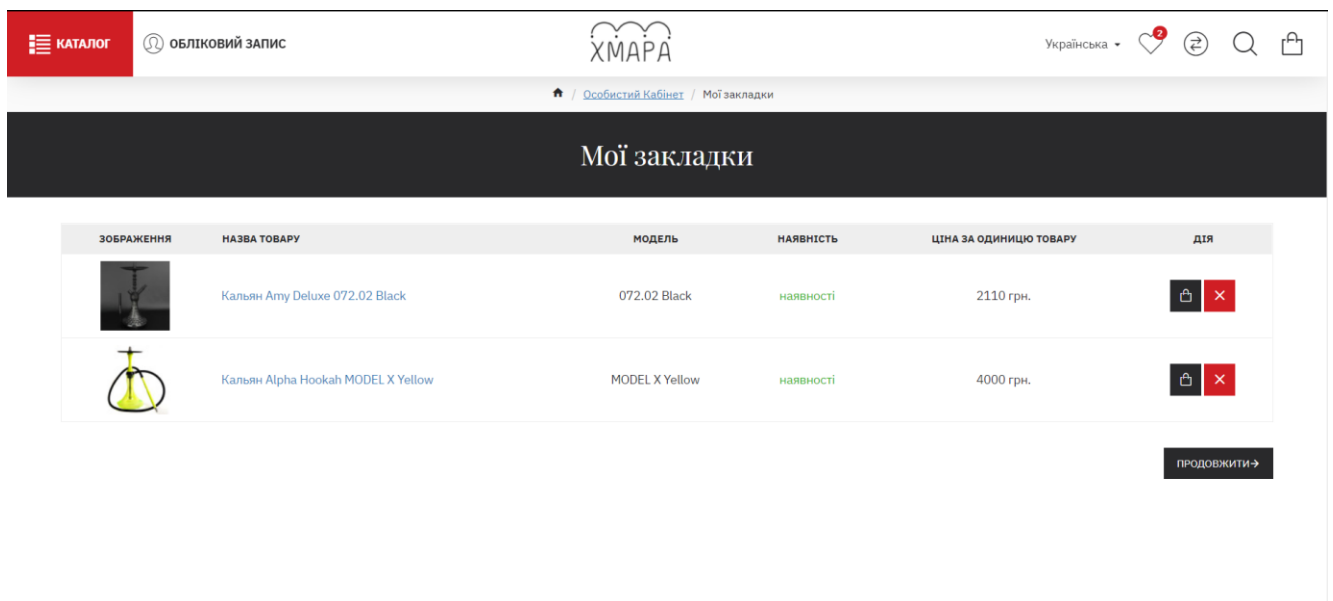 КАТАЛОГ ОБЛІКОВИЙ ЗАПИС ХМАРА Українська 2
/ Особистий Кабінет / Мої закладки
Мої закладки
ЗОБРАЖЕННЯ НАЗВА ТОВАРУ МОДЕЛЬ НАЯВНІСТЬ ЦІНА ЗА ОДИНИЦЮ ТОВАРУ ДІЯ
Кальян Amy Deluxe 072.02 Black 072.02 Black наявності 2110 грн.
Кальян Alpha Hookah MODEL X Yellow MODEL X Yellow наявності 4000 грн.
ПРОДОВЖИТИ→